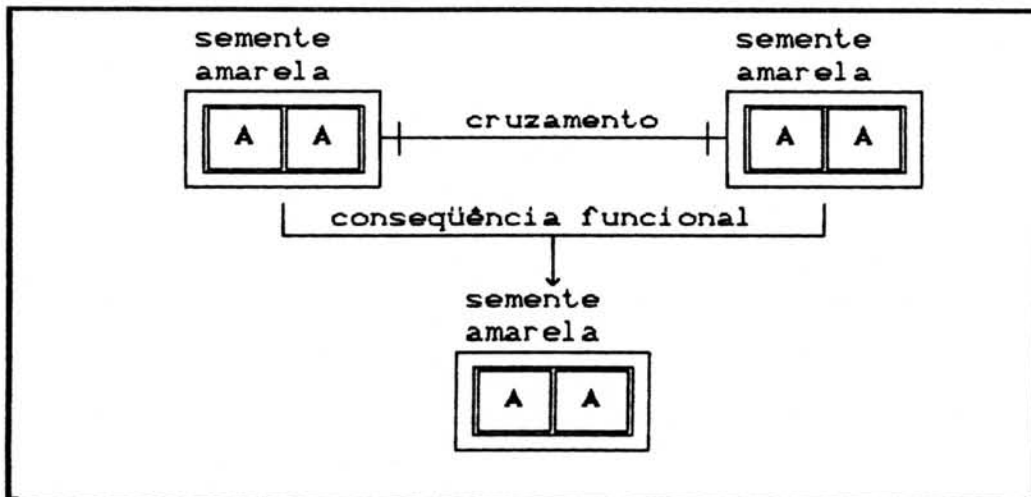 semente
amarela
semente
amarela
A A
cruzamento
A A
conseqüência funcional
semente
amarela
A A